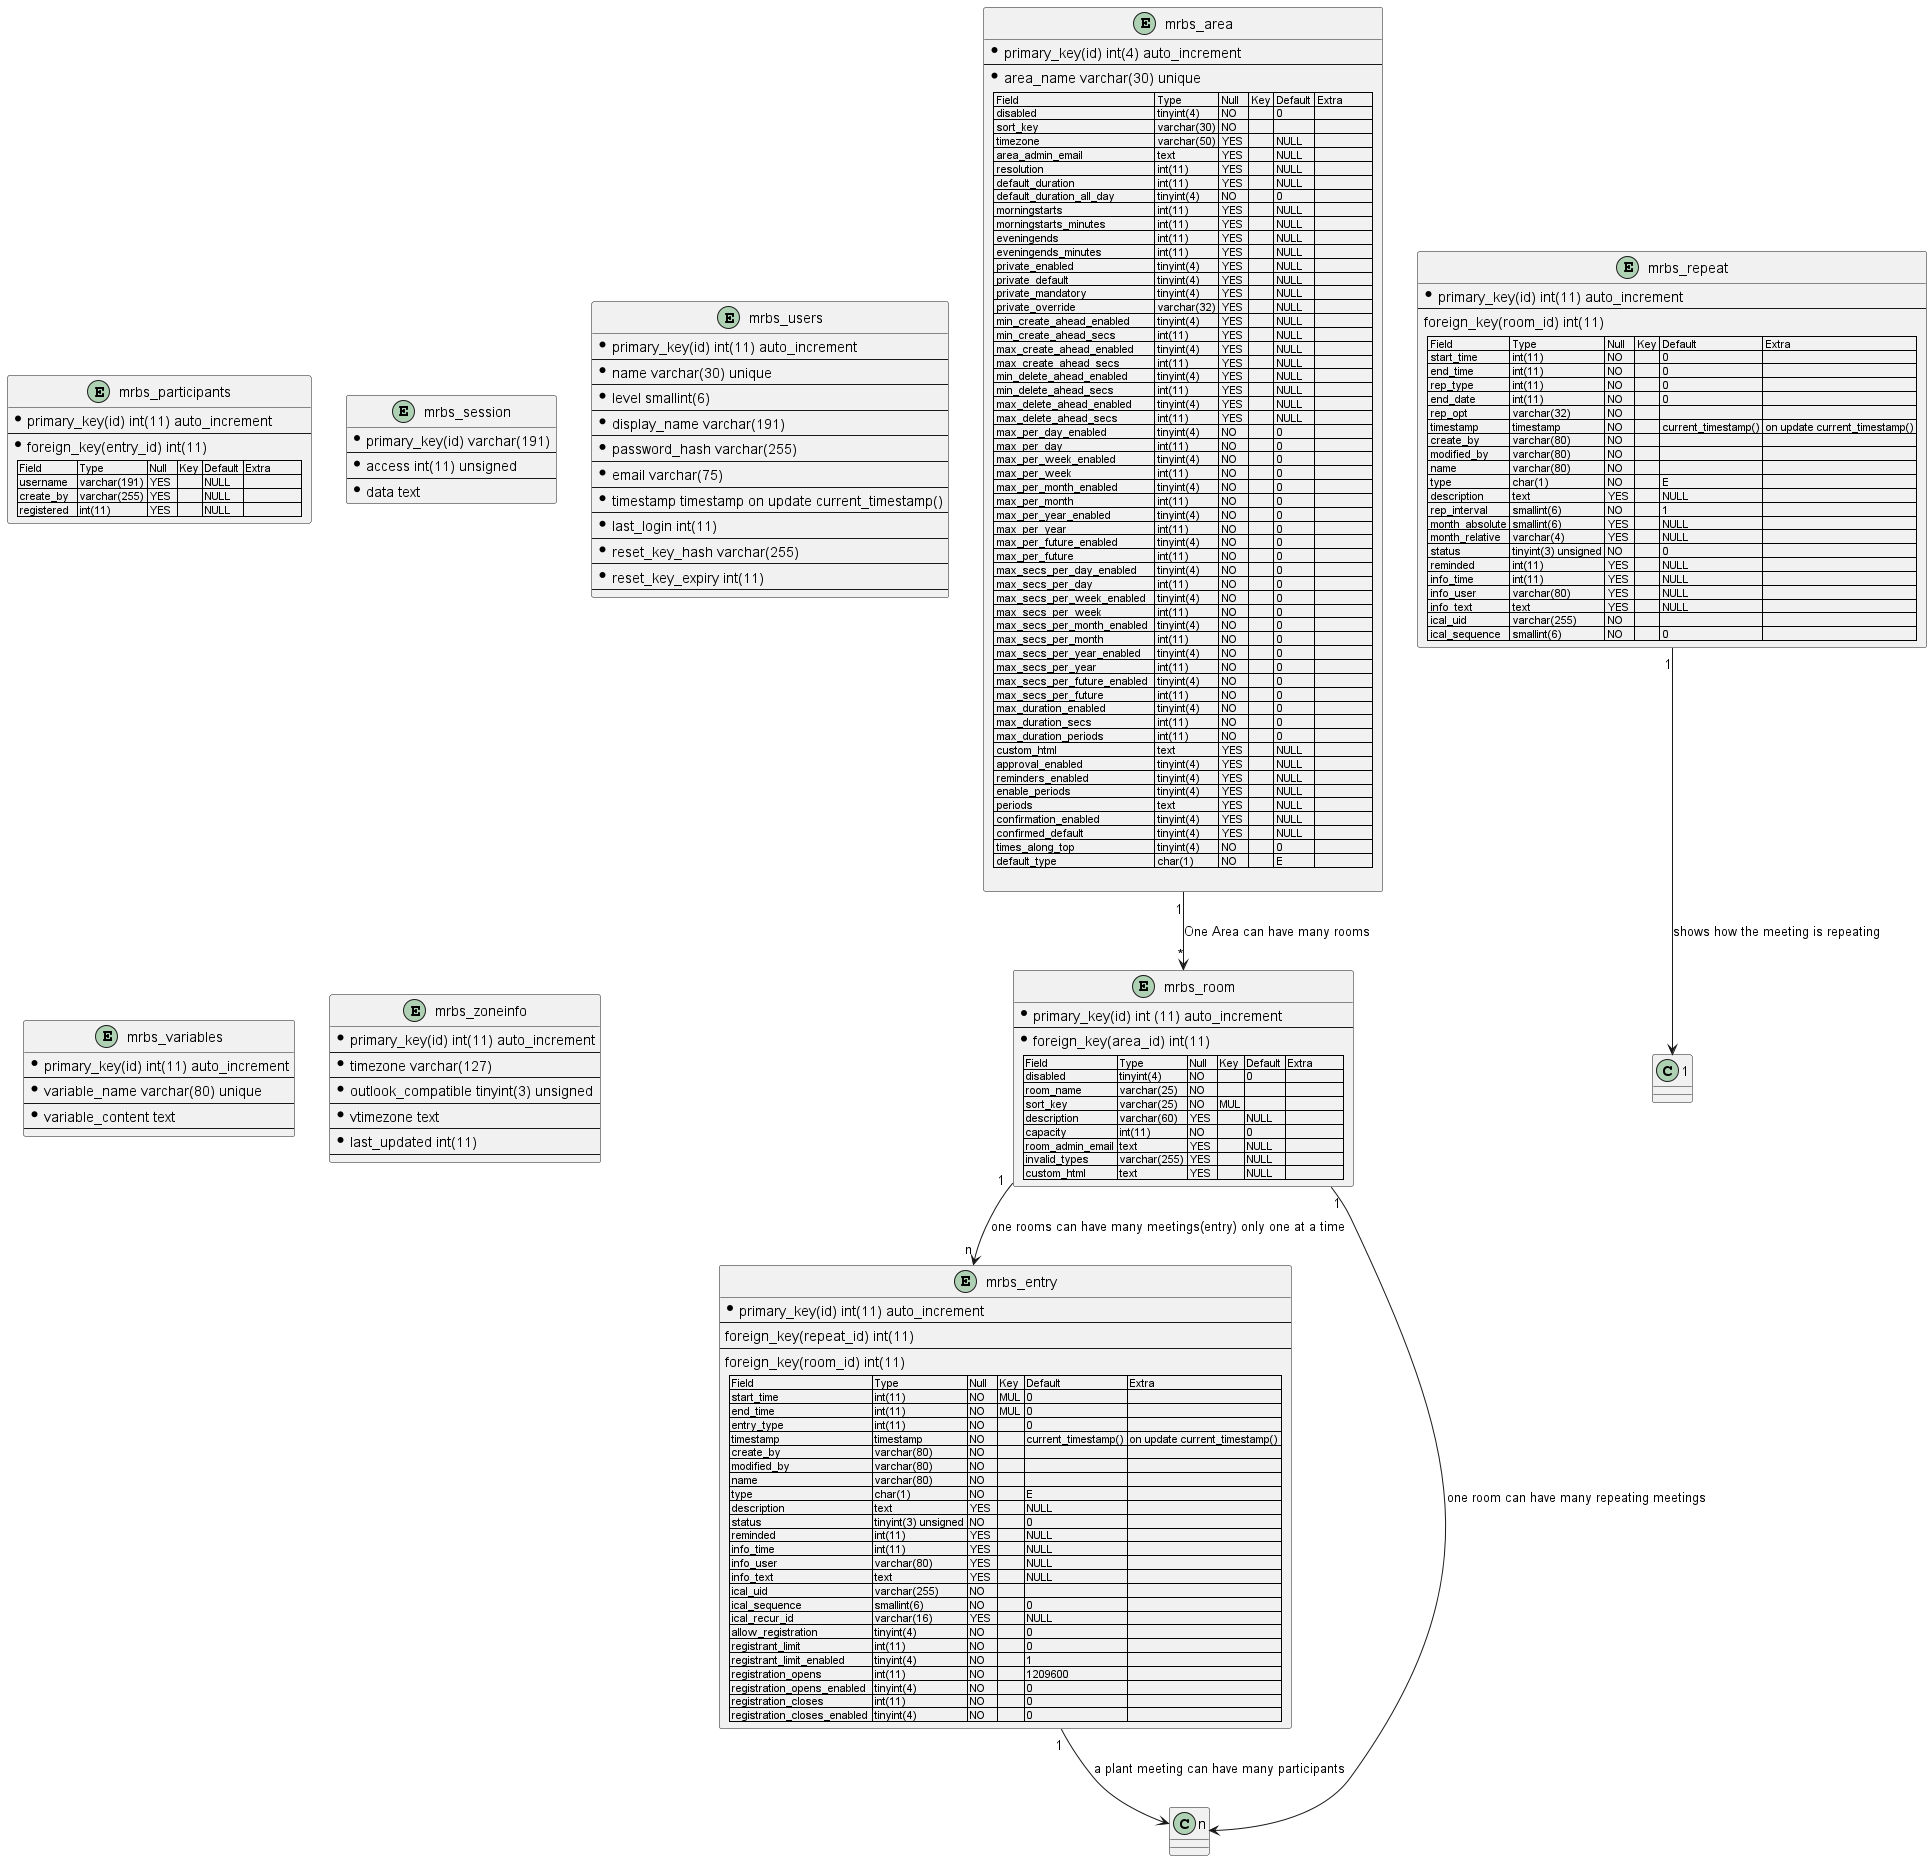 E mrbs_area
primary_key(id) int(4) auto_increment
area_name varchar(30) unique
Field Type Null Key Default Extra
disabled tinyint(4) NO 0
sort_key varchar(30) NO
timezone varchar(50) YES NULL
area_admin_email text YES NULL
resolution int(11) YES NULL
default_duration int(11) YES NULL
default_duration_all_day tinyint(4) NO 0
morningstarts int(11) YES NULL
morningstarts_minutes int(11) YES NULL
eveningends int(11) YES NULL
eveningends_minutes int(11) YES NULL
private_enabled tinyint(4) YES NULL
private_default tinyint(4) YES NULL
private_mandatory tinyint(4) YES NULL
private_override varchar(32) YES NULL
min_create_ahead_enabled tinyint(4) YES NULL
min_create_ahead_secs int(11) YES NULL
max_create_ahead_enabled tinyint(4) YES NULL
max_create_ahead_secs int(11) YES NULL
min_delete_ahead_enabled tinyint(4) YES NULL
min_delete_ahead_secs int(11) YES NULL
max_delete_ahead_enabled tinyint(4) YES NULL
max_delete_ahead_secs int(11) YES NULL
max_per_day_enabled tinyint(4) NO 0
max_per_day int(11) NO 0
max_per_week_enabled tinyint(4) NO 0
max_per_week int(11) NO 0
max_per_month_enabled tinyint(4) NO 0
max_per_month int(11) NO 0
max_per_year_enabled tinyint(4) NO 0
max_per_year int(11) NO 0
max_per_future_enabled tinyint(4) NO 0
max_per_future int(11) NO 0
max_secs_per_day_enabled tinyint(4) NO 0
max_secs_per_day int(11) NO 0
max_secs_per_week_enabled tinyint(4) NO 0
max_secs_per_week int(11) NO 0
max_secs_per_month_enabled tinyint(4) NO 0
max_secs_per_month int(11) NO 0
max_secs_per_year_enabled tinyint(4) NO 0
max_secs_per_year int(11) NO 0
max_secs_per_future_enabled tinyint(4) NO 0
max_secs_per_future int(11) NO 0
max_duration_enabled tinyint(4) NO 0
max_duration_secs int(11) NO 0
max_duration_periods int(11) NO 0
custom_html text YES NULL
approval_enabled tinyint(4) YES NULL
reminders_enabled tinyint(4) YES NULL
enable_periods tinyint(4) YES NULL
periods text YES NULL
confirmation_enabled tinyint(4) YES NULL
confirmed_default tinyint(4) YES NULL
times_along_top tinyint(4) NO 0
default_type char(1) NO E
E mrbs_repeat
primary_key(id) int(11) auto_increment
foreign_key(room_id) int(11)
Field Type Null Key Default Extra
start_time int(11) NO 0
end_time int(11) NO 0
rep_type int(11) NO 0
end_date int(11) NO 0
rep_opt varchar(32) NO
timestamp timestamp NO current_timestamp() on update current_timestamp()
create_by varchar(80) NO
modified_by varchar(80) NO
name varchar(80) NO
type char(1) NO E
description text YES NULL
rep_interval smallint(6) NO 1
month_absolute smallint(6) YES NULL
month_relative varchar(4) YES NULL
status tinyint(3) unsigned NO 0
reminded int(11) YES NULL
info_time int(11) YES NULL
info_user varchar(80) YES NULL
info_text text YES NULL
ical_uid varchar(255) NO
ical_sequence smallint(6) NO 0
E mrbs_users
primary_key(id) int(11) auto_increment
name varchar(30) unique
level smallint(6)
display_name varchar(191)
password_hash varchar(255)
email varchar(75)
timestamp timestamp on update current_timestamp()
last_login int(11)
reset_key_hash varchar(255)
reset_key_expiry int(11)
E mrbs_participants
primary_key(id) int(11) auto_increment
foreign_key(entry_id) int(11)
Field Type Null Key Default Extra
username varchar(191) YES NULL
create_by varchar(255) YES NULL
registered int(11) YES NULL
E mrbs_session
primary_key(id) varchar(191)
access int(11) unsigned
data text
1
One Area can have many rooms
*
1
shows how the meeting is repeating
E mrbs_room
primary_key(id) int (11) auto_increment
foreign_key(area_id) int(11)
Field Type Null Key Default Extra
disabled tinyint(4) NO 0
room_name varchar(25) NO
sort_key varchar(25) NO MUL
description varchar(60) YES NULL
capacity int(11) NO 0
room_admin_email text YES NULL
invalid_types varchar(255) YES NULL
custom_html text YES NULL
E mrbs_variables
primary_key(id) int(11) auto_increment
variable_name varchar(80) unique
variable_content text
E mrbs_zoneinfo
primary_key(id) int(11) auto_increment
timezone varchar(127)
outlook_compatible tinyint(3) unsigned
vtimezone text
last_updated int(11)
C 1
1
one rooms can have many meetings(entry) only one at a time
n
1
one room can have many repeating meetings
E mrbs_entry
primary_key(id) int(11) auto_increment
foreign_key(repeat_id) int(11)
foreign_key(room_id) int(11)
Field Type Null Key Default Extra
start_time int(11) NO MUL 0
end_time int(11) NO MUL 0
entry_type int(11) NO 0
timestamp timestamp NO current_timestamp() on update current_timestamp()
create_by varchar(80) NO
modified_by varchar(80) NO
name varchar(80) NO
type char(1) NO E
description text YES NULL
status tinyint(3) unsigned NO 0
reminded int(11) YES NULL
info_time int(11) YES NULL
info_user varchar(80) YES NULL
info_text text YES NULL
ical_uid varchar(255) NO
ical_sequence smallint(6) NO 0
ical_recur_id varchar(16) YES NULL
allow_registration tinyint(4) NO 0
registrant_limit int(11) NO 0
registrant_limit_enabled tinyint(4) NO 1
registration_opens int(11) NO 1209600
registration_opens_enabled tinyint(4) NO 0
registration_closes int(11) NO 0
registration_closes_enabled tinyint(4) NO 0
1
a plant meeting can have many participants
C n